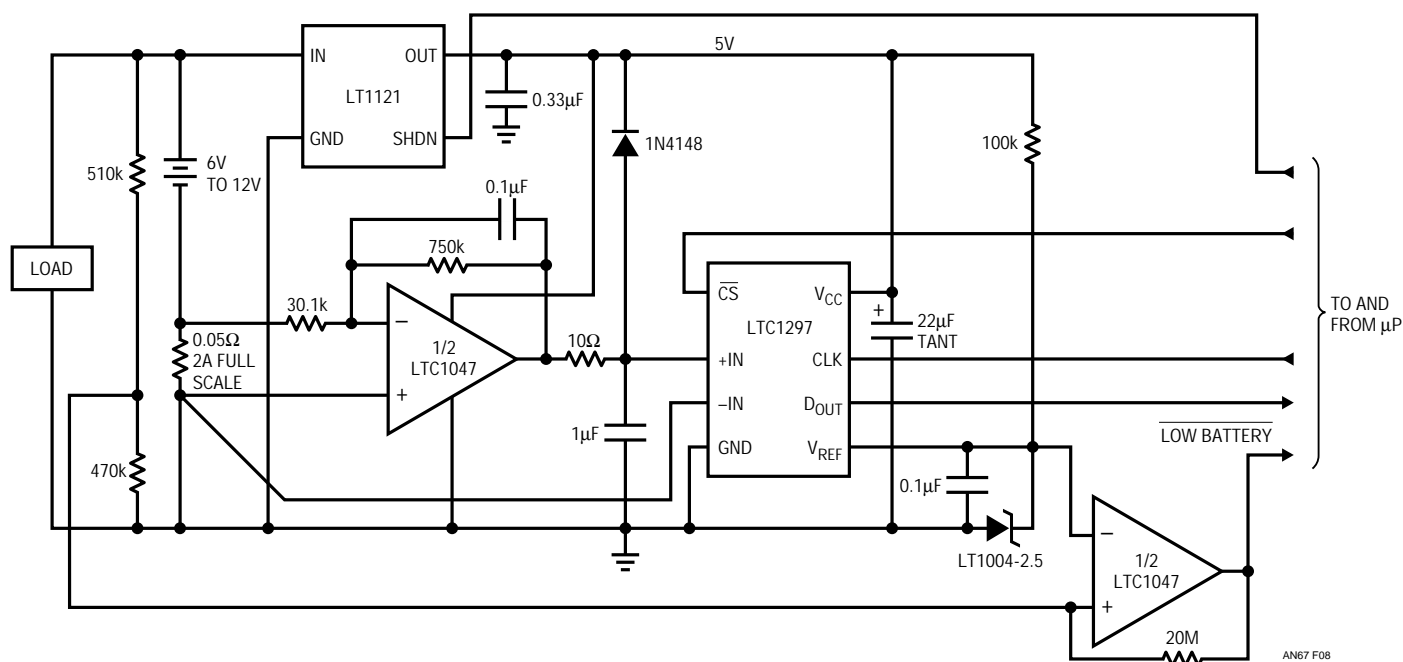 IN
OUT
LT1121
GND
SHDN
5V
0.33µF
1N4148
100k
510k
6V
TO 12V
0.1µF
750k
LOAD
30.1k
–
1/2
LTC1047
+
0.05Ω
2A FULL
SCALE
10Ω
1µF
470k
CS
VCC
LTC1297
+IN
CLK
–IN
DOUT
GND
VREF
+
22µF
TANT
TO AND
FROM µP
LOW BATTERY
0.1µF
LT1004-2.5
–
1/2
LTC1047
+
20M
AN67 F08